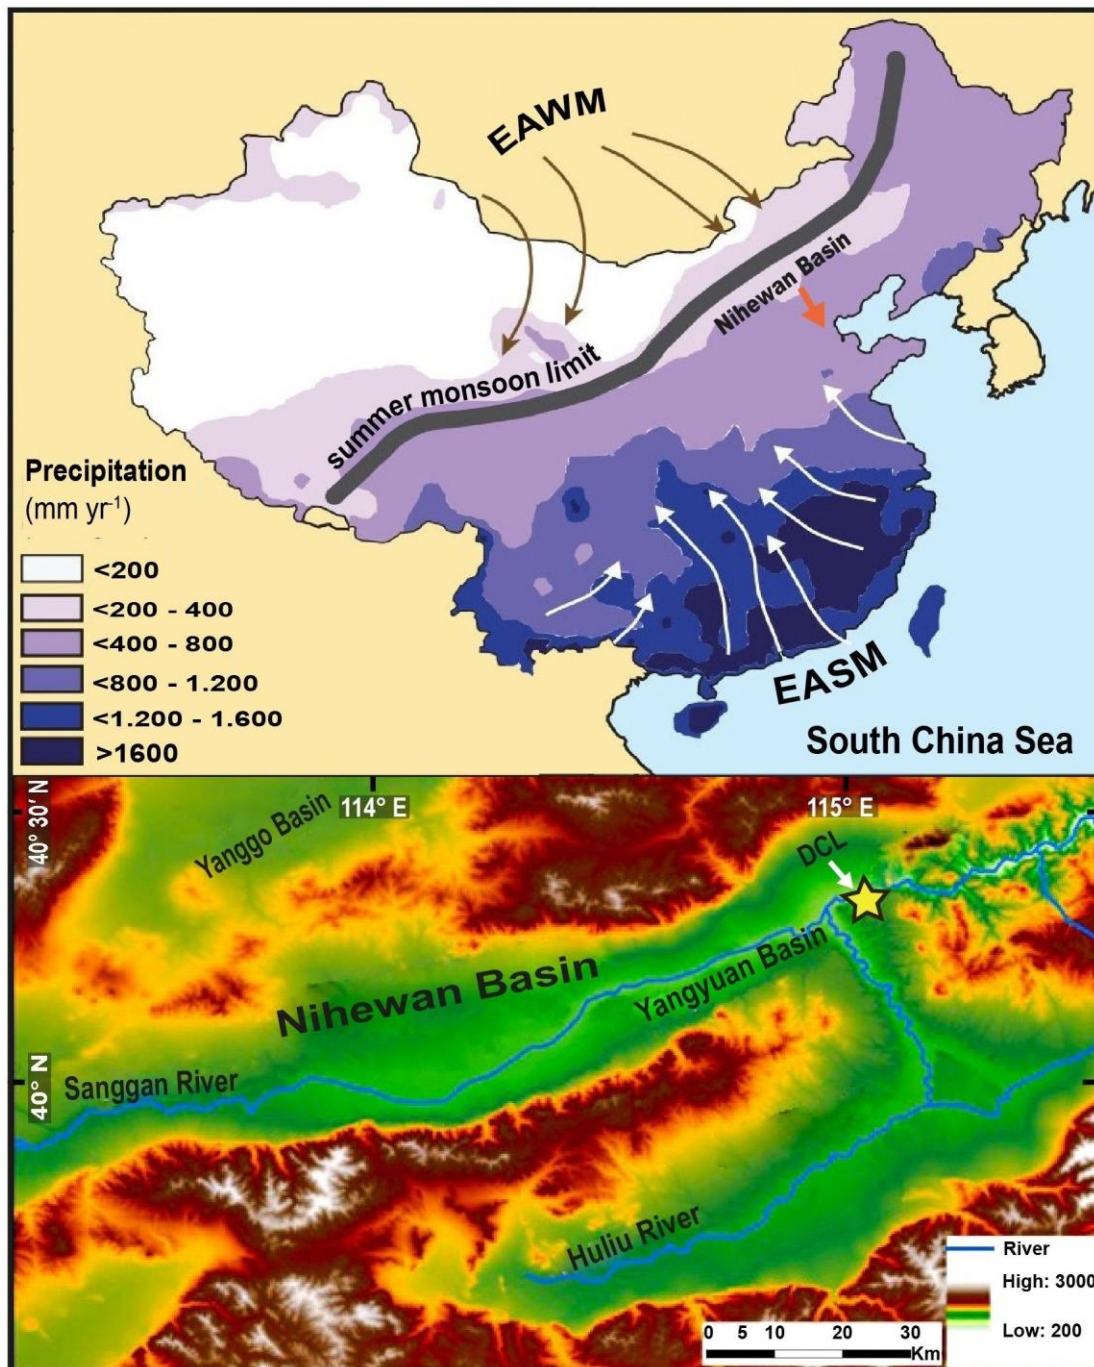 EAWM
Nihewan Basin
summer monsoon limit
Precipitation
(mm yr-1)
<200
<200 - 400
<400 - 800
<800 - 1.200
<1.200 - 1.600
>1600
EASM
South China Sea
40° 30′ N
114° E
115° E
Yanggo Basin
DCL
Nihewan Basin
Yangyuan Basin
40° N
Sanggan River
Huliu River
River
High: 3000
Low: 200
0 5 10 20 30
Km